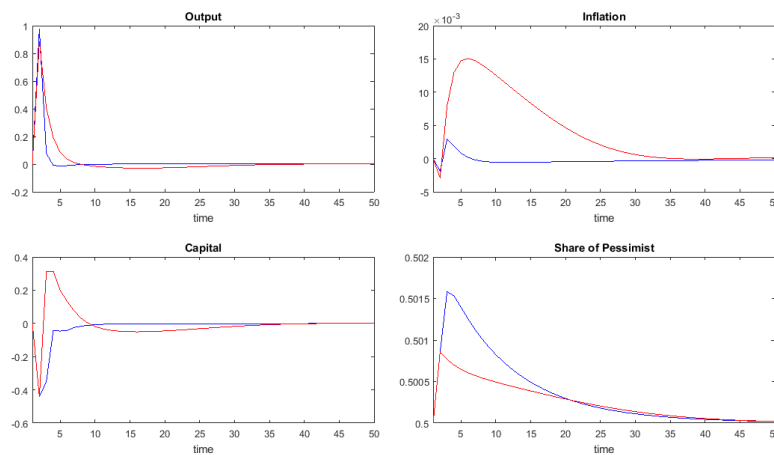 Output
1
0.8
0.6
0.4
0.2
0
-0.2
5 10 15 20 25 30 35 40 45 50
time
Inflation
×10⁻³
20
15
10
5
0
-5
5 10 15 20 25 30 35 40 45 50
time
Capital
0.4
0.2
0
-0.2
-0.4
-0.6
5 10 15 20 25 30 35 40 45 50
time
Share of Pessimist
0.502
0.5015
0.501
0.5005
0.5
5 10 15 20 25 30 35 40 45 50
time